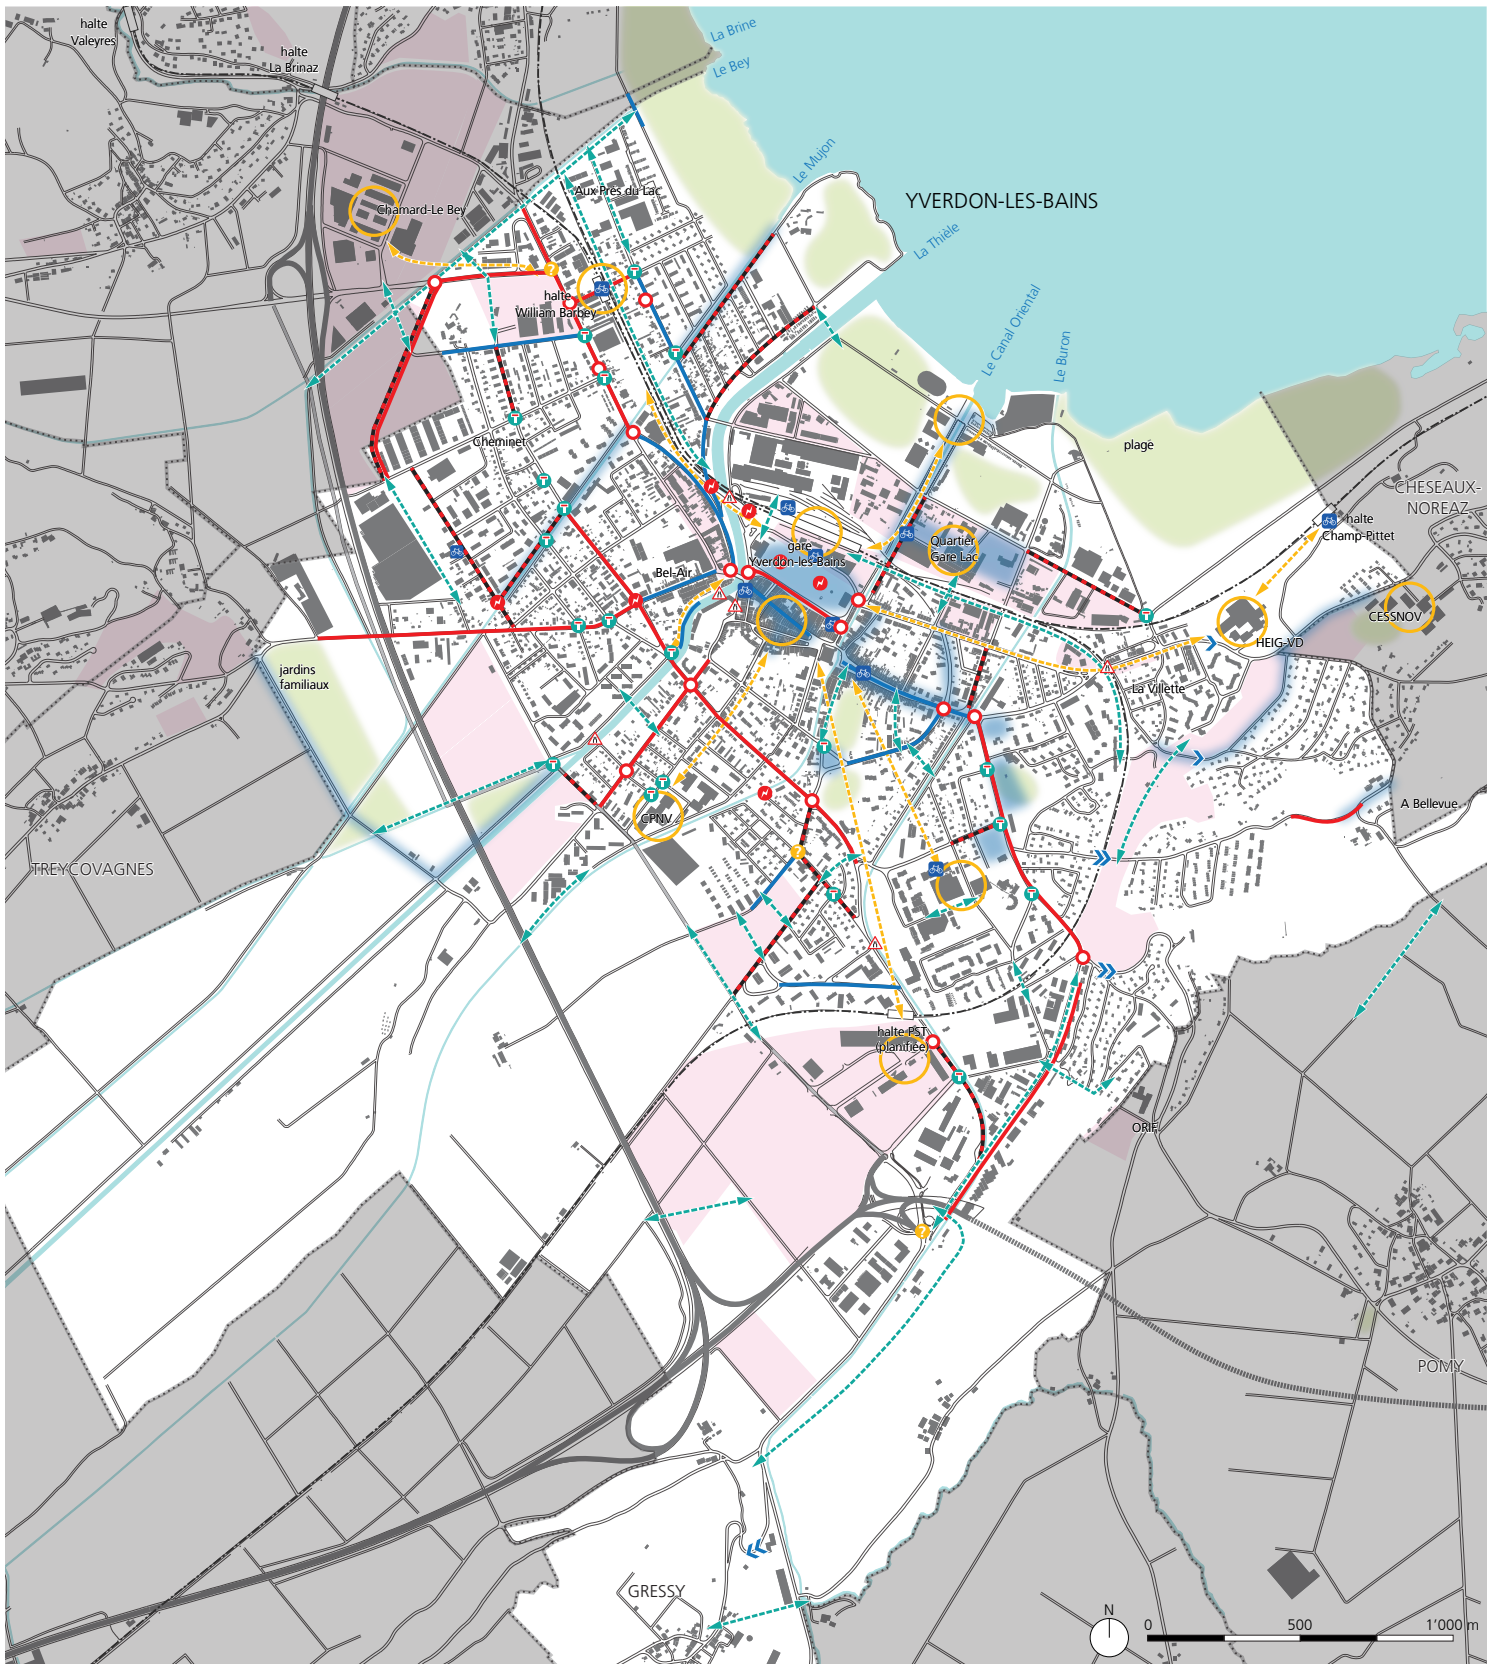 halte
Valeyres
halte
La Brinaz
La Brine
Le Bey
Le Mujon
Aux Prés du Lac
Chamard-Le Bey
YVERDON-LES-BAINS
La Thièle
Le Canal Oriental
Le Buron
halte
William Barbey
Cheminet
plage
CHESEAUX-
NOREAZ
halte
Champ-Pittet
Quartier
Gare Lac
gare
Yverdon-les-Bains
Bel-Air
CESSNOV
HEIG-VD
La Villette
jardins
familiaux
A Bellevue
CPNV
TREYCOVAGNES
halte PST
(planifiée)
ORIF
POMY
GRESSY
N
0 500 1'000 m